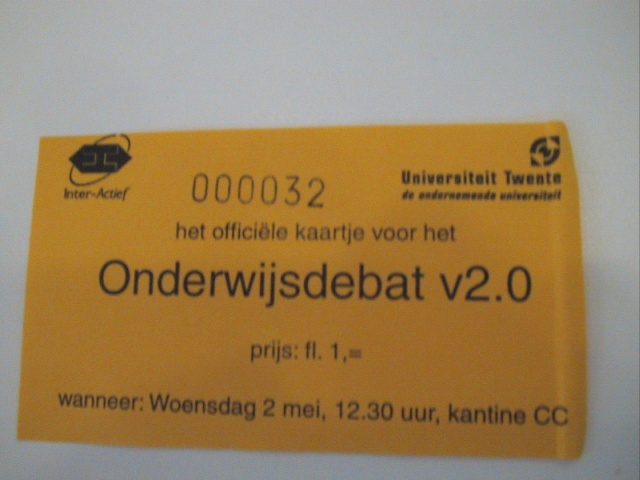 Inter-Actief
000032
Universiteit Twente
de ondernemende universiteit
het officiële kaartje voor het
Onderwijsdebat v2.0
prijs: fl. 1,=
wanneer: Woensdag 2 mei, 12.30 uur, kantine CC